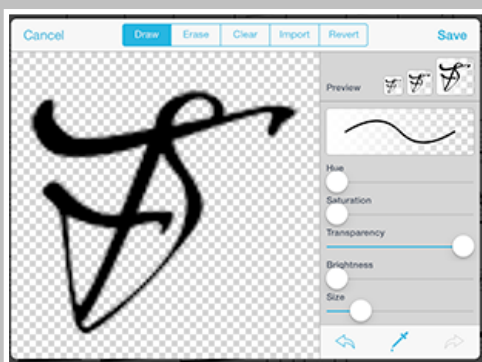 Cancel Draw Erase Clear Import Revert Save
Preview
Hue
Saturation
Transparency
Brightness
Size